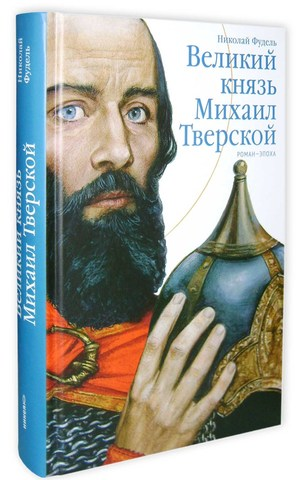 Николай Фудель
Великий
князь
Михаил
Тверской
РОМАН-ЭПОХА
Николай
Фудель
Великий князь
Михаил Тверской